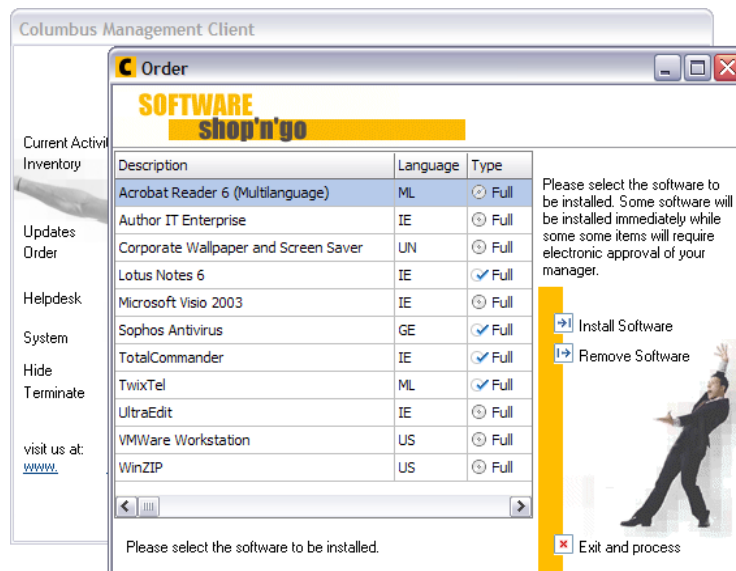 Columbus Management Client
Current Activi
Inventory
Updates
Order
Helpdesk
System
Hide
Terminate
visit us at:
www.
C Order
SOFTWARE
shop'n'go
Description Language Type
Acrobat Reader 6 (Multilanguage) ML Full
Author IT Enterprise IE Full
Corporate Wallpaper and Screen Saver UN Full
Lotus Notes 6 IE Full
Microsoft Visio 2003 IE Full
Sophos Antivirus GE Full
TotalCommander IE Full
TwixTel ML Full
UltraEdit IE Full
VMWare Workstation US Full
WinZIP US Full
Please select the software to be installed.
Please select the software to
be installed. Some software will
be installed immediately while
some some items will require
electronic approval of your
manager.
Install Software
Remove Software
Exit and process